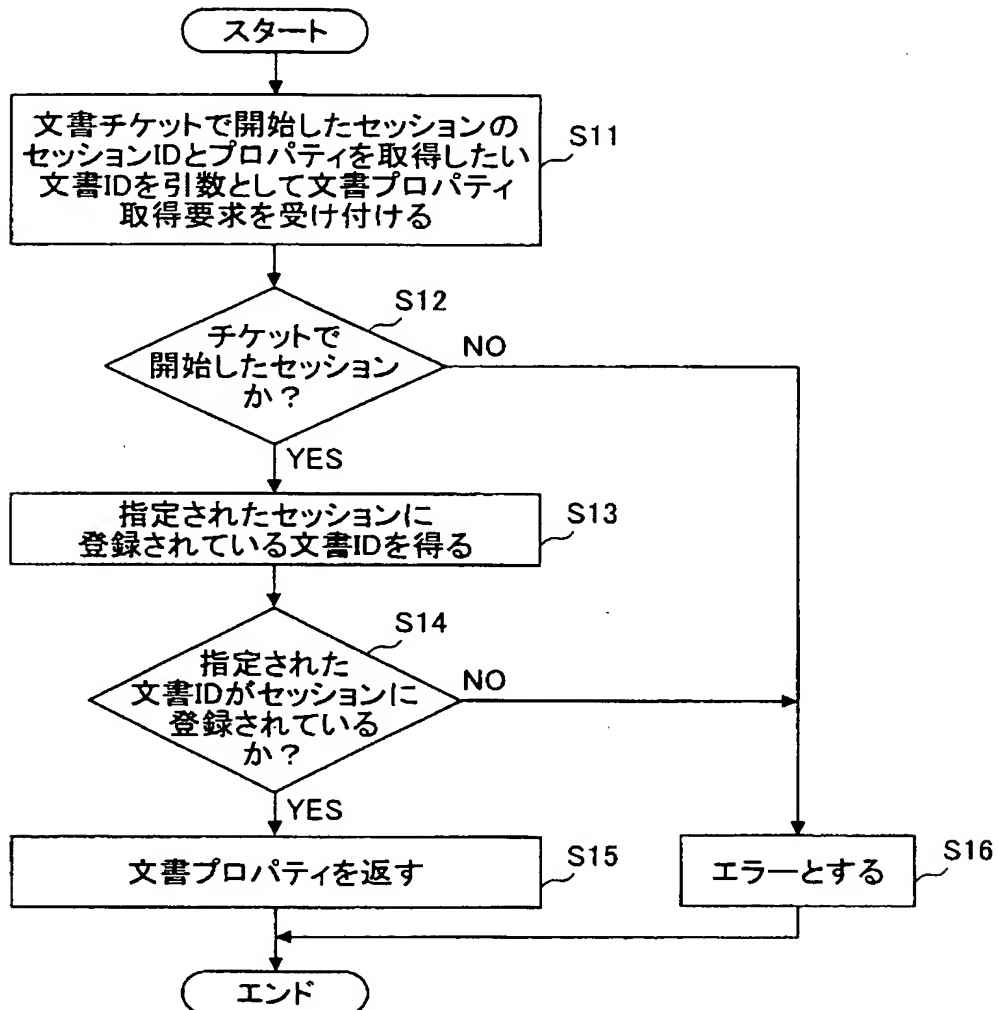 スタート
文書チケットで開始したセッションの
セッションIDとプロパティを取得したい
文書IDを引数として文書プロパティ
取得要求を受け付ける
S11
チケットで
開始したセッション
か?
S12
NO
YES
指定されたセッションに
登録されている文書IDを得る
S13
指定された
文書IDがセッションに
登録されている
か?
S14
NO
YES
文書プロパティを返す
S15
エラーとする
S16
エンド